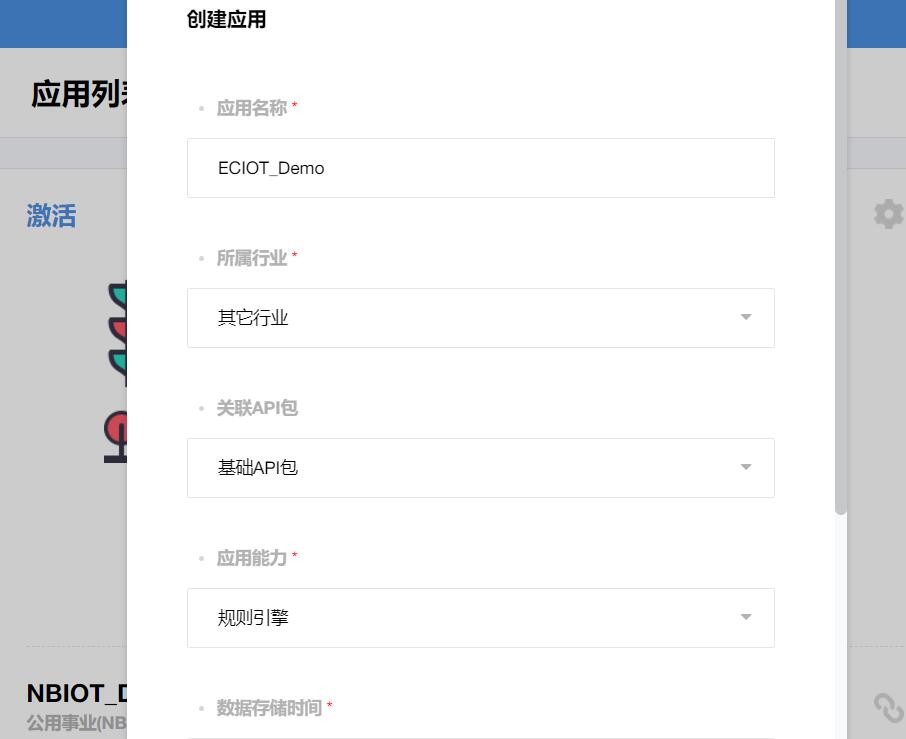 创建应用
应用列
应用名称 *
ECIOT_Demo
激活
所属行业 *
其它行业
关联API包
基础API包
应用能力 *
规则引擎
NBIOT_D
公用事业(NB
数据存储时间 *